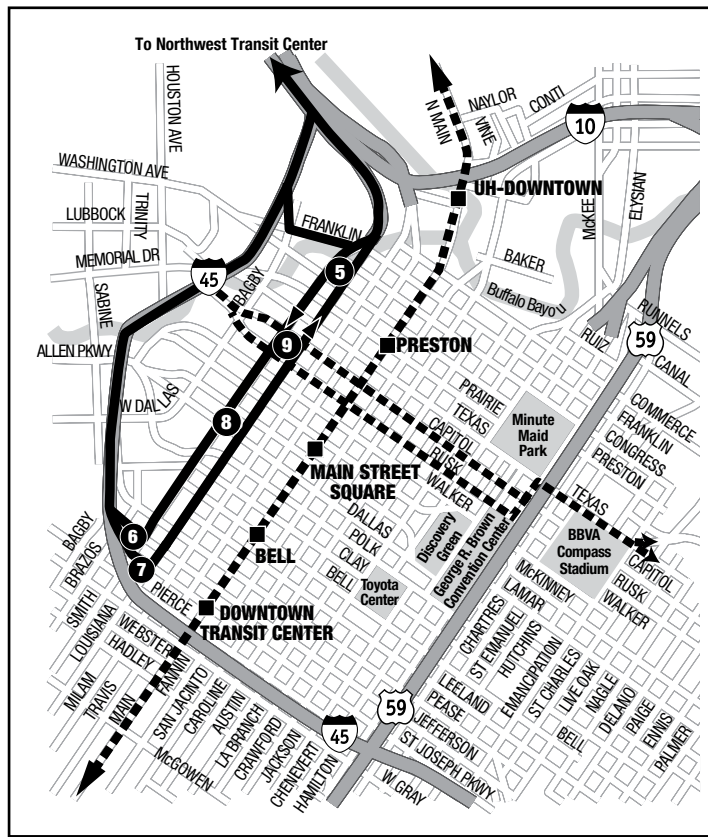 To Northwest Transit Center
HOUSTON AVE
N MAIN
NAYLOR
VINE
CONTI
10
WASHINGTON AVE
UH-DOWNTOWN
LUBBOCK
TRINITY
FRANKLIN
McKEE
ELYSIAN
MEMORIAL DR
BAKER
5
45
BAGBY
SABINE
Buffalo Bayou
RUNNELS
9
PRESTON
RUIZ
59
ALLEN PKWY
CANAL
W DALLAS
PRAIRIE
TEXAS
Minute
Maid
Park
COMMERCE
FRANKLIN
CONGRESS
PRESTON
8
CAPITOL
RUSK
WALKER
MAIN STREET
SQUARE
TEXAS
DALLAS
POLK
CLAY
BELL
Discovery
Green
George R. Brown
Convention Center
BBVA
Compass
Stadium
CAPITOL
RUSK
WALKER
6
BAGBY
BRAZOS
BELL
7
Toyota
Center
McKINNEY
LAMAR
PIERCE
DOWNTOWN
TRANSIT CENTER
CHARTRES
ST EMANUEL
HUTCHINS
EMANCIPATION
ST CHARLES
LIVE OAK
NAGLE
DELANO
PAIGE
ENNIS
PALMER
SMITH
LOUISIANA
WEBSTER
HADLEY
FANNIN
MILAM
TRAVIS
MAIN
SAN JACINTO
CAROLINE
AUSTIN
LA BRANCH
CRAWFORD
JACKSON
CHENEVERT
HAMILTON
LEELAND
PEASE
59
JEFFERSON
ST JOSEPH PKWY
BELL
45
McGOWEN
W GRAY